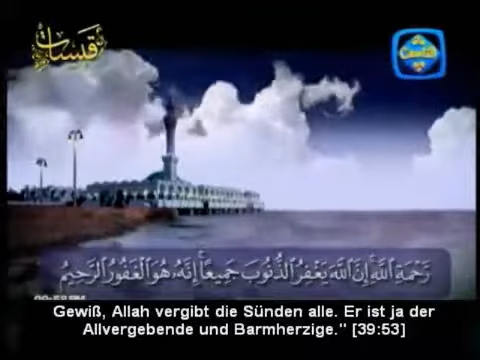 قبسات
رَّحْمَةِ اللَّهِ إِنَّ اللَّهَ يَغْفِرُ الذُّنُوبَ جَمِيعًا إِنَّهُ هُوَ الْغَفُورُ الرَّحِيمُ
Gewiß, Allah vergibt die Sünden alle. Er ist ja der
Allvergebende und Barmherzige." [39:53]